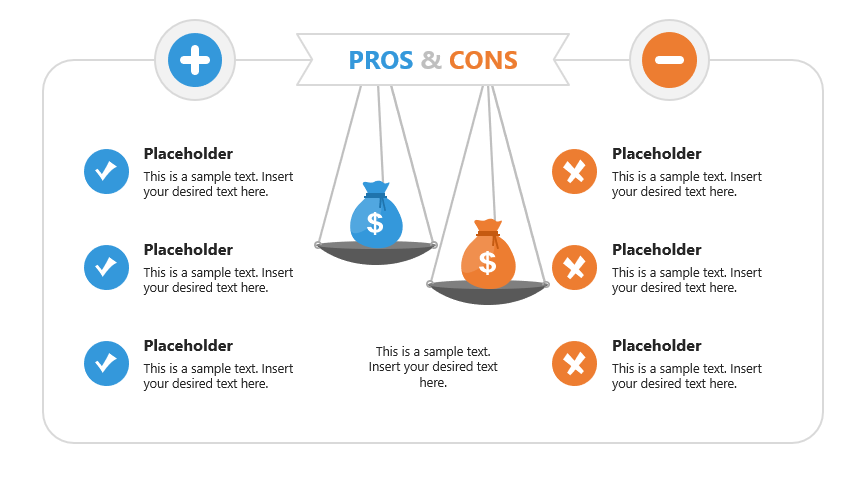 PROS & CONS
Placeholder
This is a sample text. Insert
your desired text here.
Placeholder
This is a sample text. Insert
your desired text here.
Placeholder
This is a sample text. Insert
your desired text here.
$
$
This is a sample text.
Insert your desired text
here.
Placeholder
This is a sample text. Insert
your desired text here.
Placeholder
This is a sample text. Insert
your desired text here.
Placeholder
This is a sample text. Insert
your desired text here.